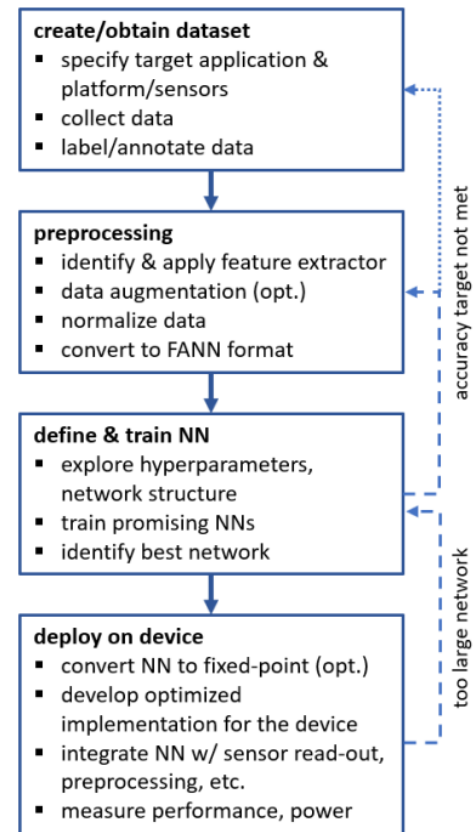 create/obtain dataset
▪ specify target application &
platform/sensors
▪ collect data
▪ label/annotate data
preprocessing
▪ identify & apply feature extractor
▪ data augmentation (opt.)
▪ normalize data
▪ convert to FANN format
accuracy target not met
define & train NN
▪ explore hyperparameters,
network structure
▪ train promising NNs
▪ identify best network
too large network
deploy on device
▪ convert NN to fixed-point (opt.)
▪ develop optimized
implementation for the device
▪ integrate NN w/ sensor read-out,
preprocessing, etc.
▪ measure performance, power